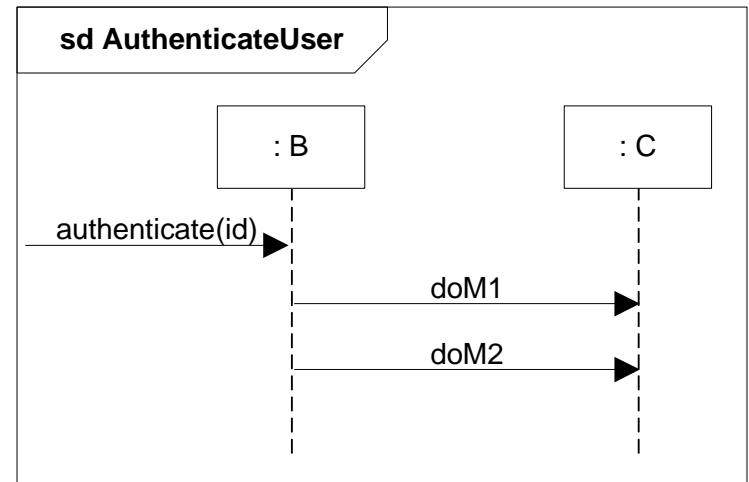 sd AuthenticateUser
: B
: C
authenticate(id)
doM1
doM2